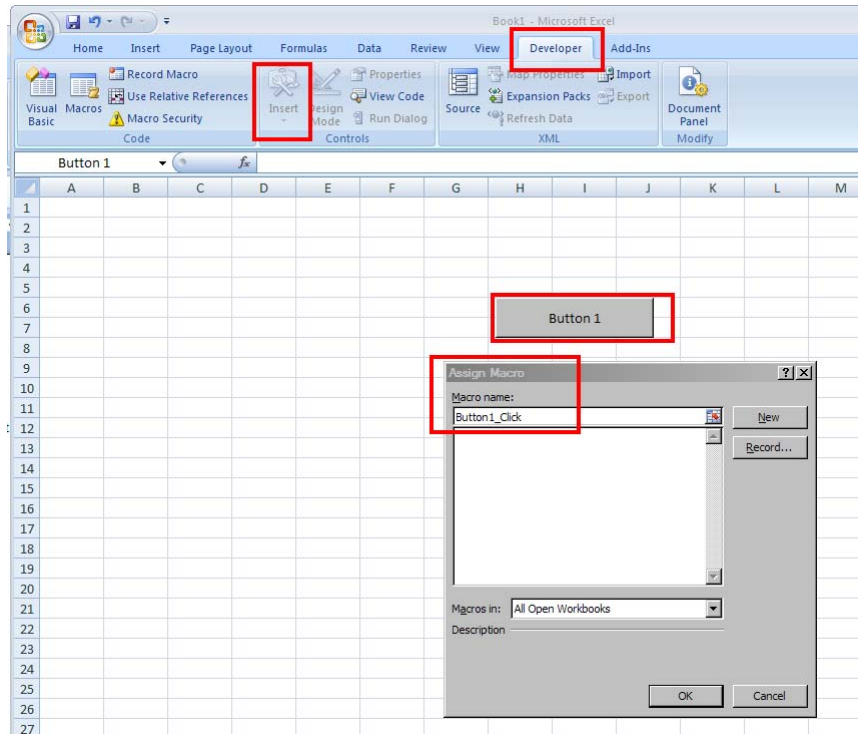 Book1 - Microsoft Excel
Home Insert Page Layout Formulas Data Review View Developer Add-Ins
Visual Basic
Macros
Record Macro
Use Relative References
Macro Security
Code
Insert
Design Mode
Properties
View Code
Run Dialog
Controls
Source
Map Properties
Expansion Packs
Refresh Data
Import
Export
XML
Document Panel
Modify
Button 1
fx
A B C D E F G H I J K L M
1
2
3
4
5
6
7
8
9
10
11
12
13
14
15
16
17
18
19
20
21
22
23
24
25
26
27
Button 1
Assign Macro ? X
Macro name:
Button1_Click
New
Record...
Macros in: All Open Workbooks
Description
OK Cancel